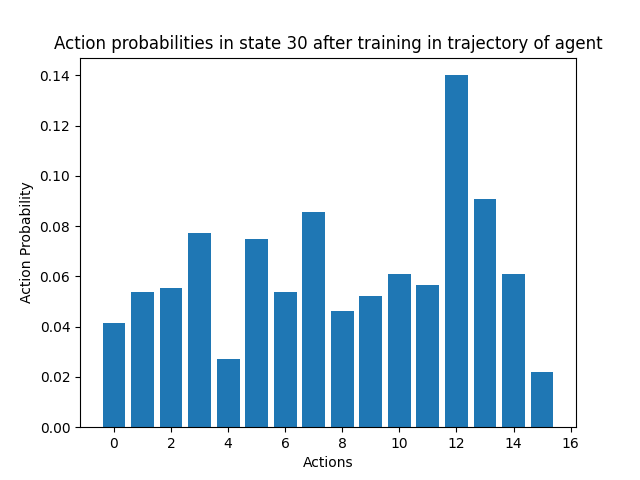 Action probabilities in state 30 after training in trajectory of agent
0.14
0.12
0.10
0.08
0.06
0.04
0.02
0.00
Action Probability
0 2 4 6 8 10 12 14 16
Actions